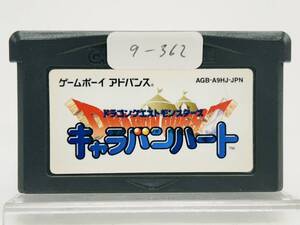 9-362
ゲームボーイ アドバンス®
AGB-A9HJ-JPN
ドラゴンクエストモンスターズ
キャラバンハート
TM